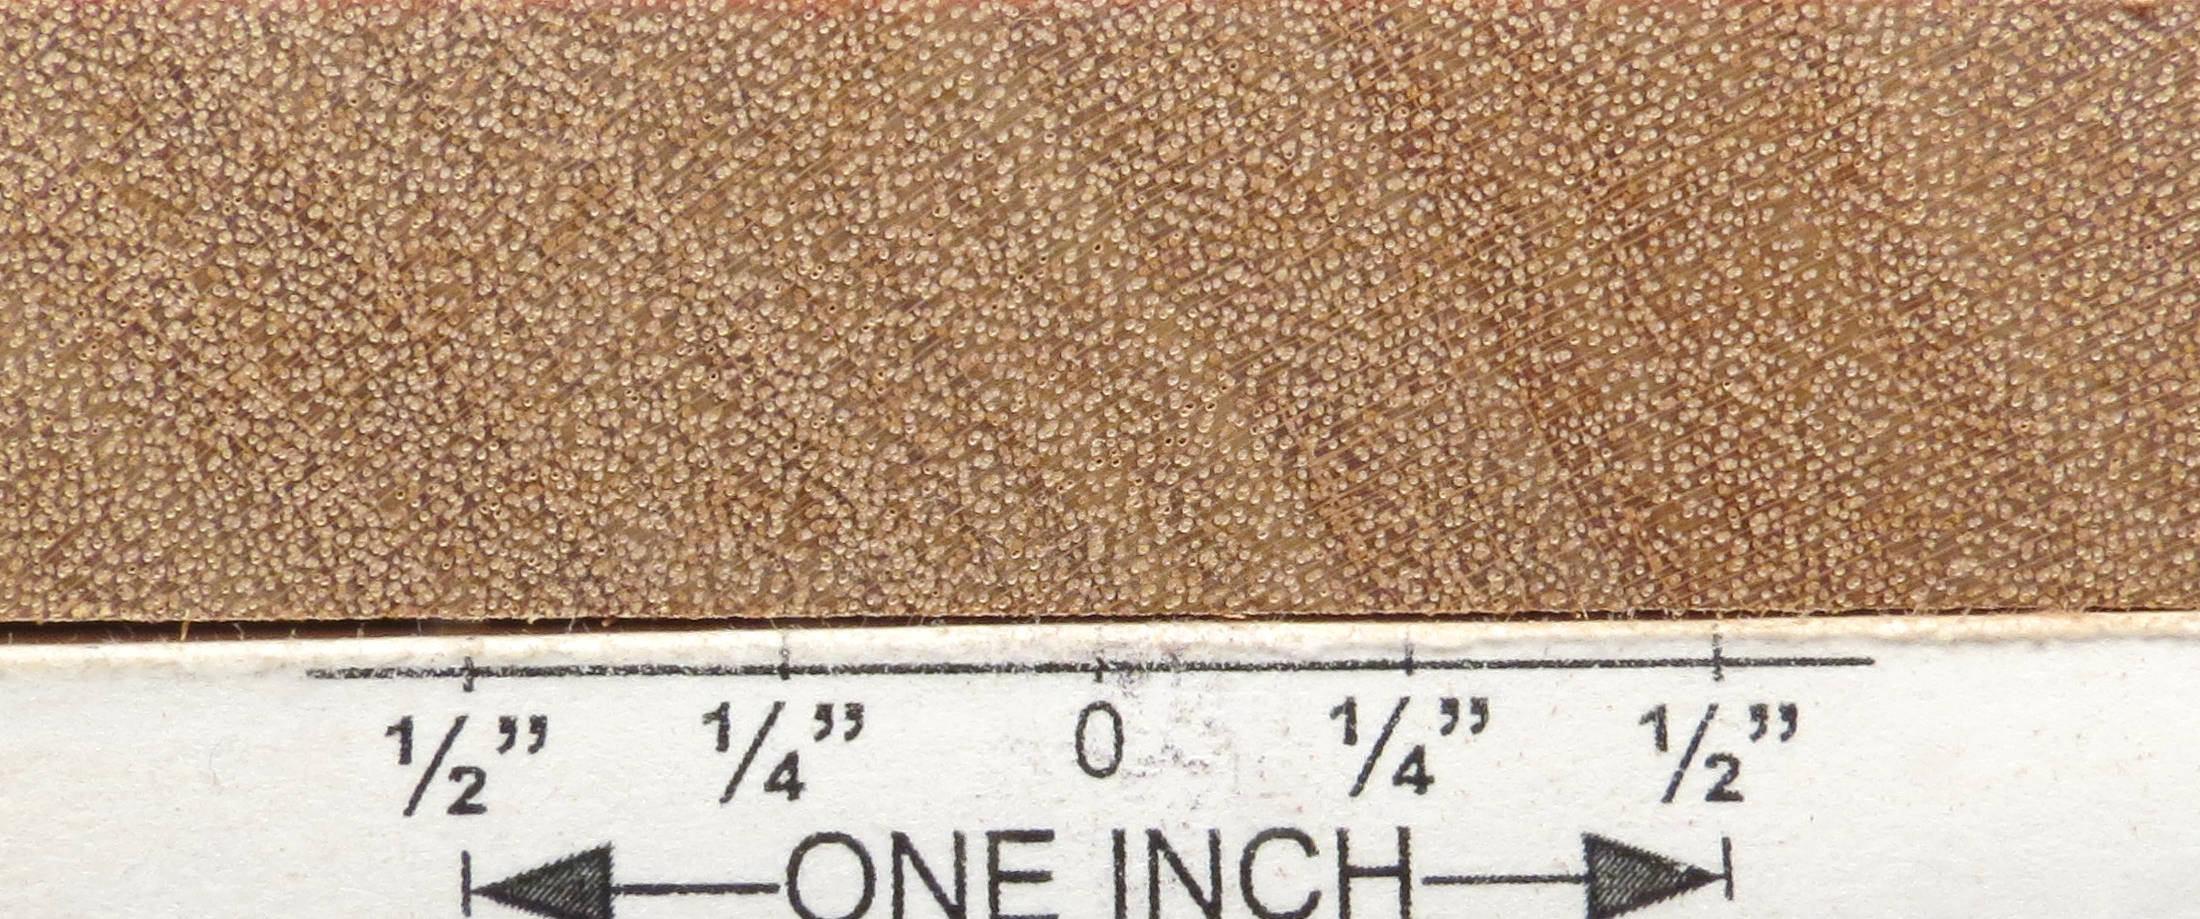 1/2” 1/4” 0 1/4” 1/2”
ONE INCH